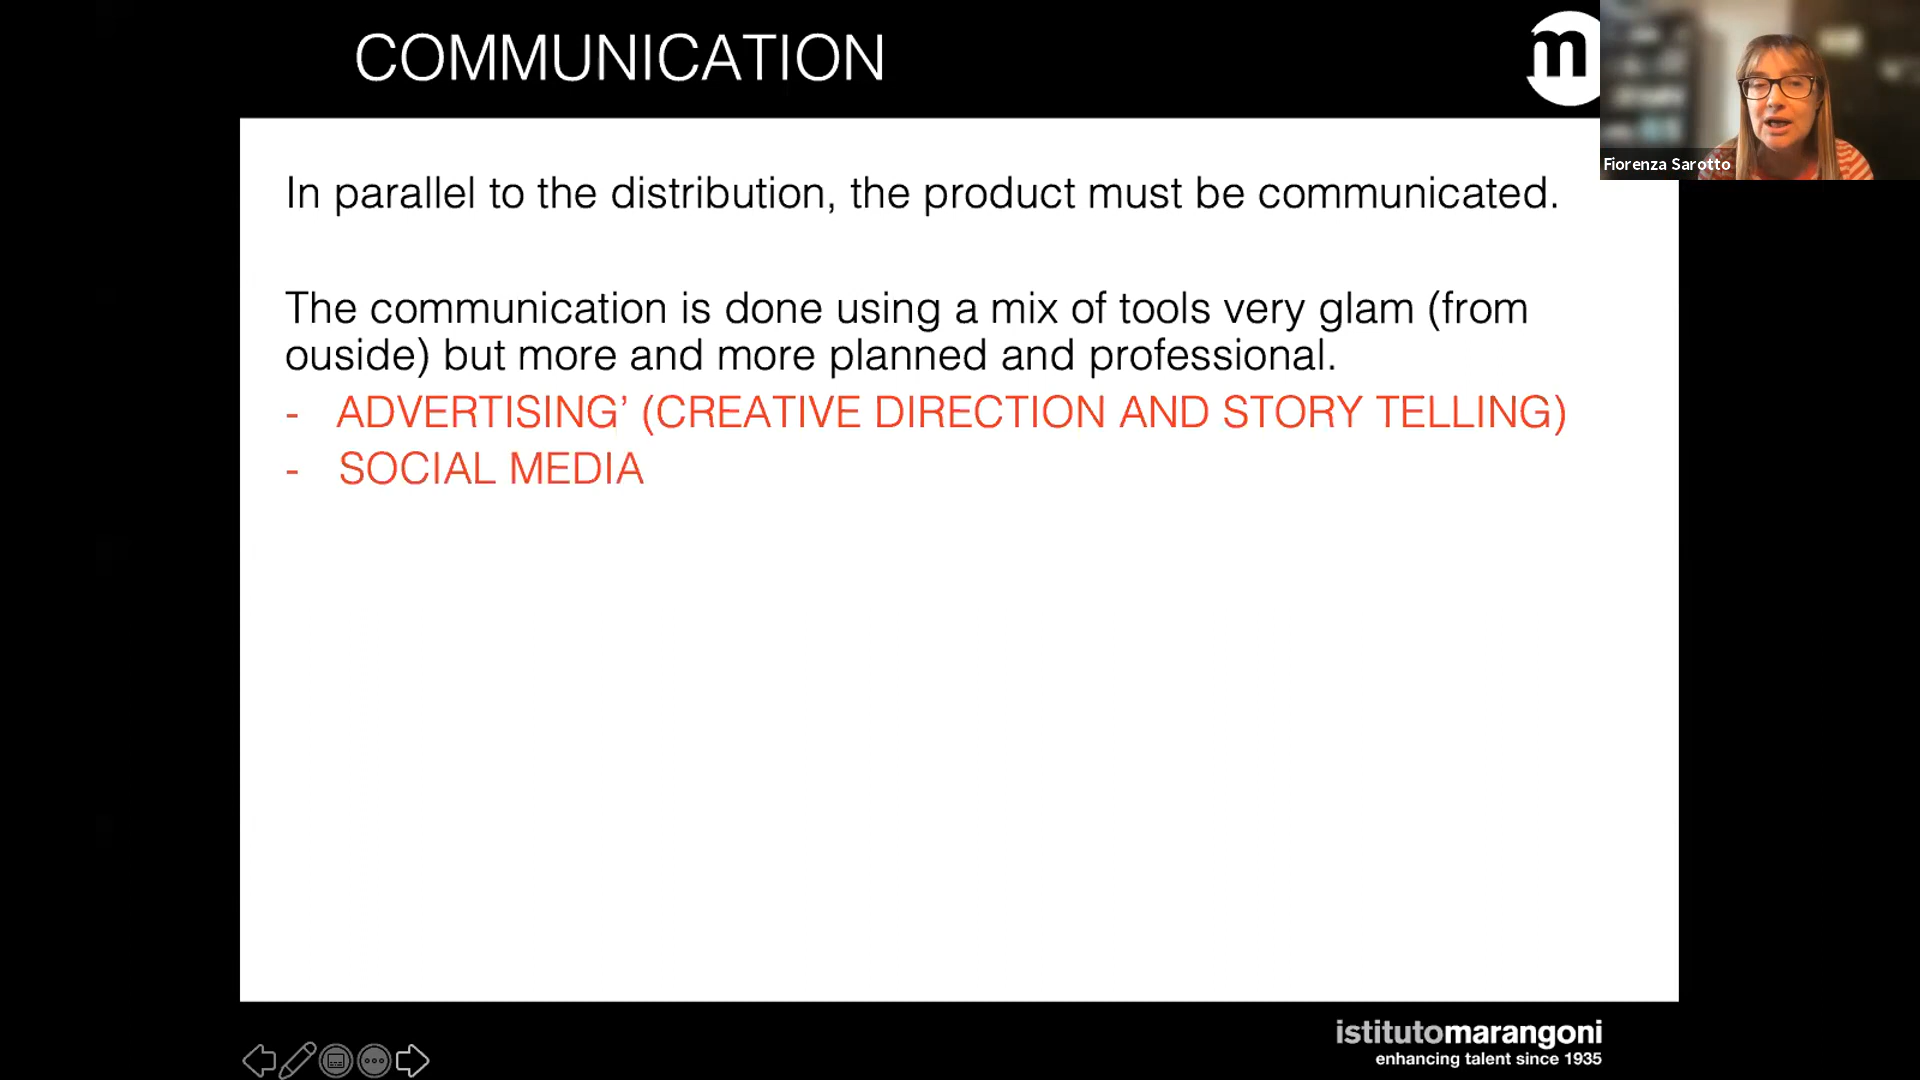 COMMUNICATION
m
Fiorenza Sarotto
In parallel to the distribution, the product must be communicated.
The communication is done using a mix of tools very glam (from
ouside) but more and more planned and professional.
- ADVERTISING’ (CREATIVE DIRECTION AND STORY TELLING)
- SOCIAL MEDIA
istitutomarangoni
enhancing talent since 1935